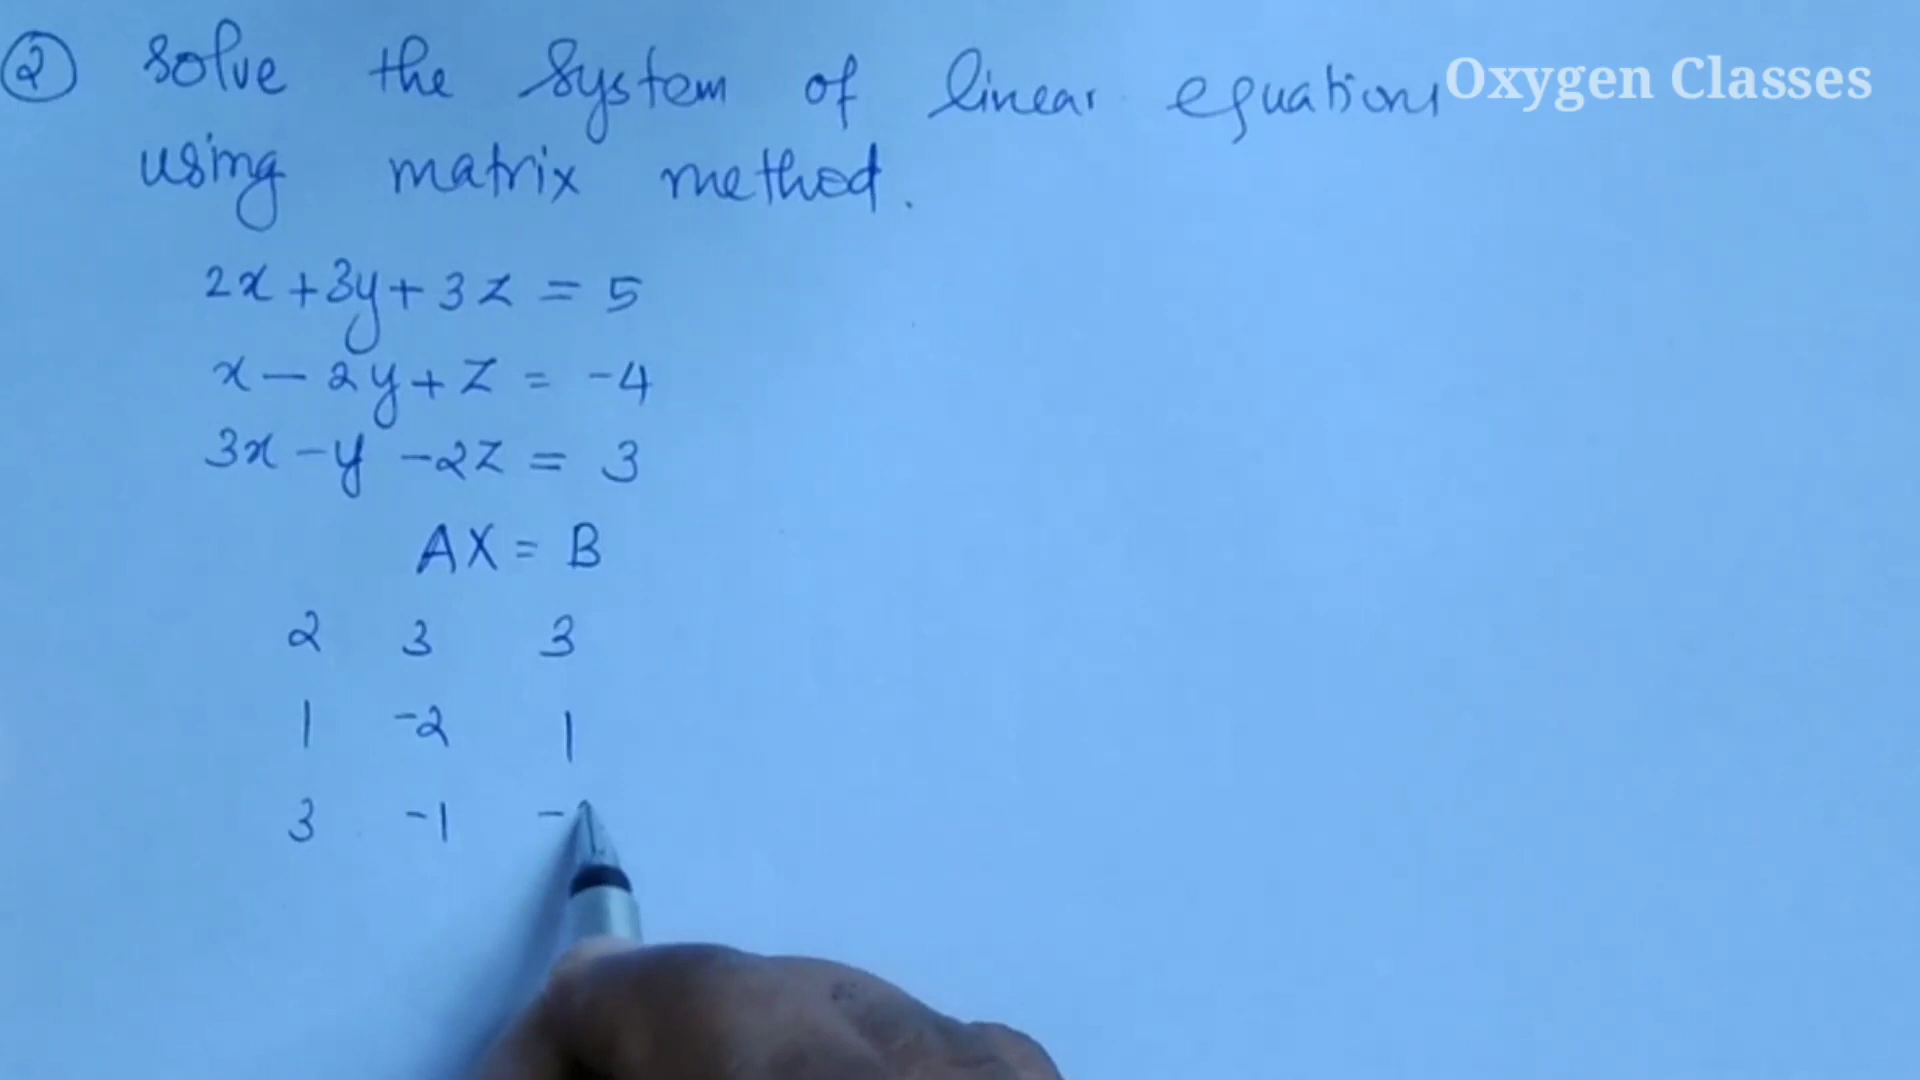 ② Solve the system of linear equations
Oxygen Classes
using matrix method.
2x + 3y + 3z = 5
x - 2y + z = -4
3x - y - 2z = 3
AX = B
2 3 3
1 -2 1
3 -1 -